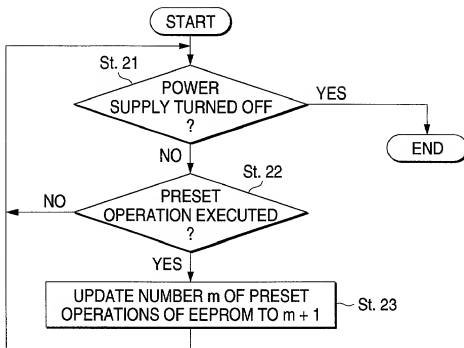 START
St. 21
POWER
SUPPLY TURNED OFF
?
YES
END
NO
St. 22
PRESET
OPERATION EXECUTED
?
NO
YES
UPDATE NUMBER m OF PRESET
OPERATIONS OF EEPROM TO m + 1
St. 23